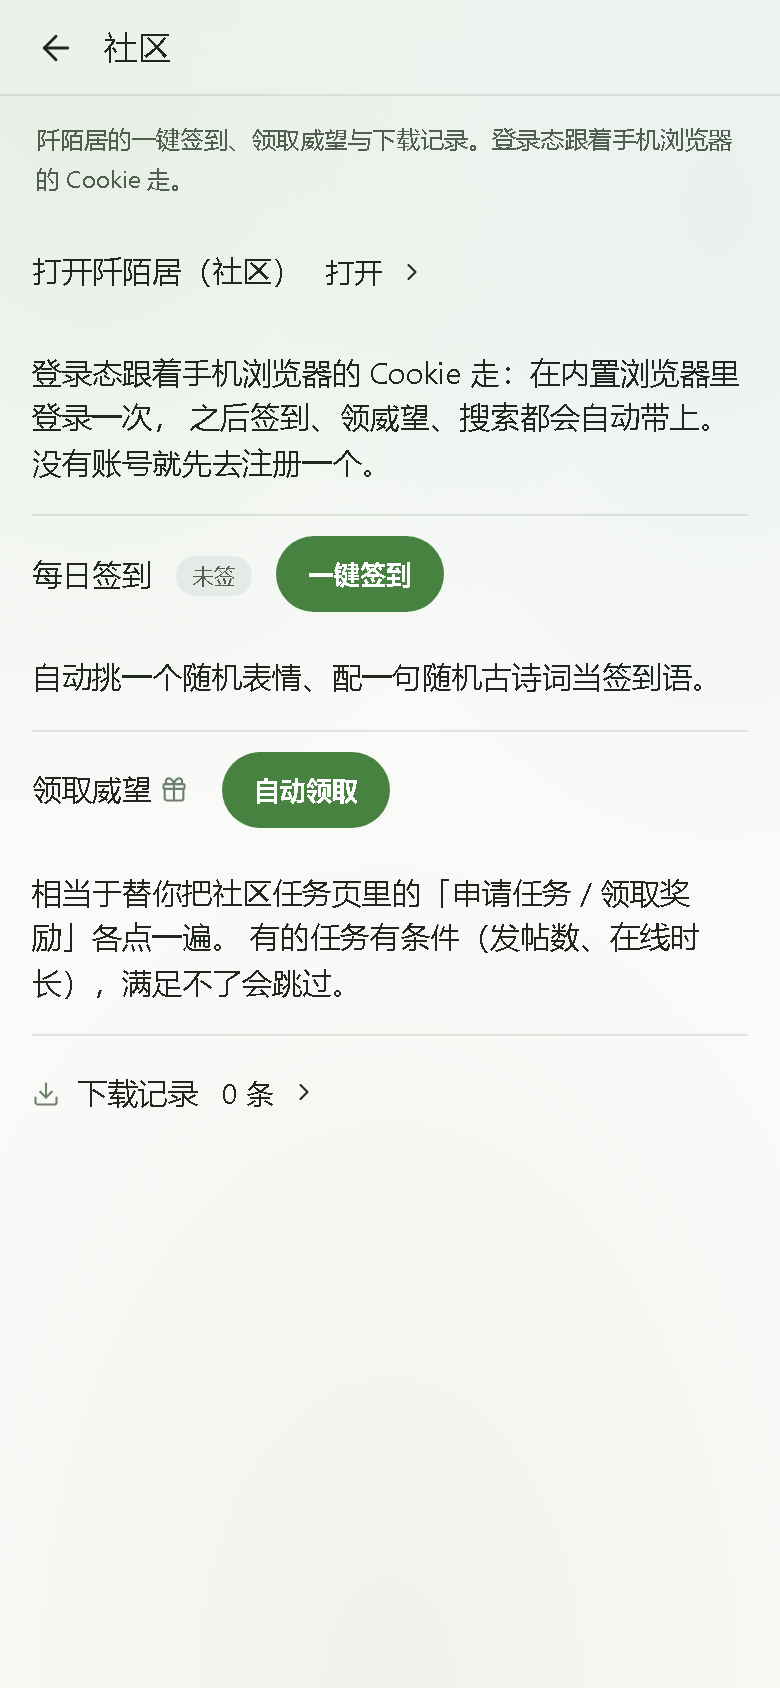 社区
阡陌居的一键签到、领取威望与下载记录。登录态跟着手机浏览器
的 Cookie 走。
打开阡陌居（社区） 打开
登录态跟着手机浏览器的 Cookie 走：在内置浏览器里
登录一次， 之后签到、领威望、搜索都会自动带上。
没有账号就先去注册一个。
每日签到 未签 一键签到
自动挑一个随机表情、配一句随机古诗词当签到语。
领取威望 自动领取
相当于替你把社区任务页里的「申请任务 / 领取奖
励」各点一遍。 有的任务有条件（发帖数、在线时
长），满足不了会跳过。
下载记录 0 条